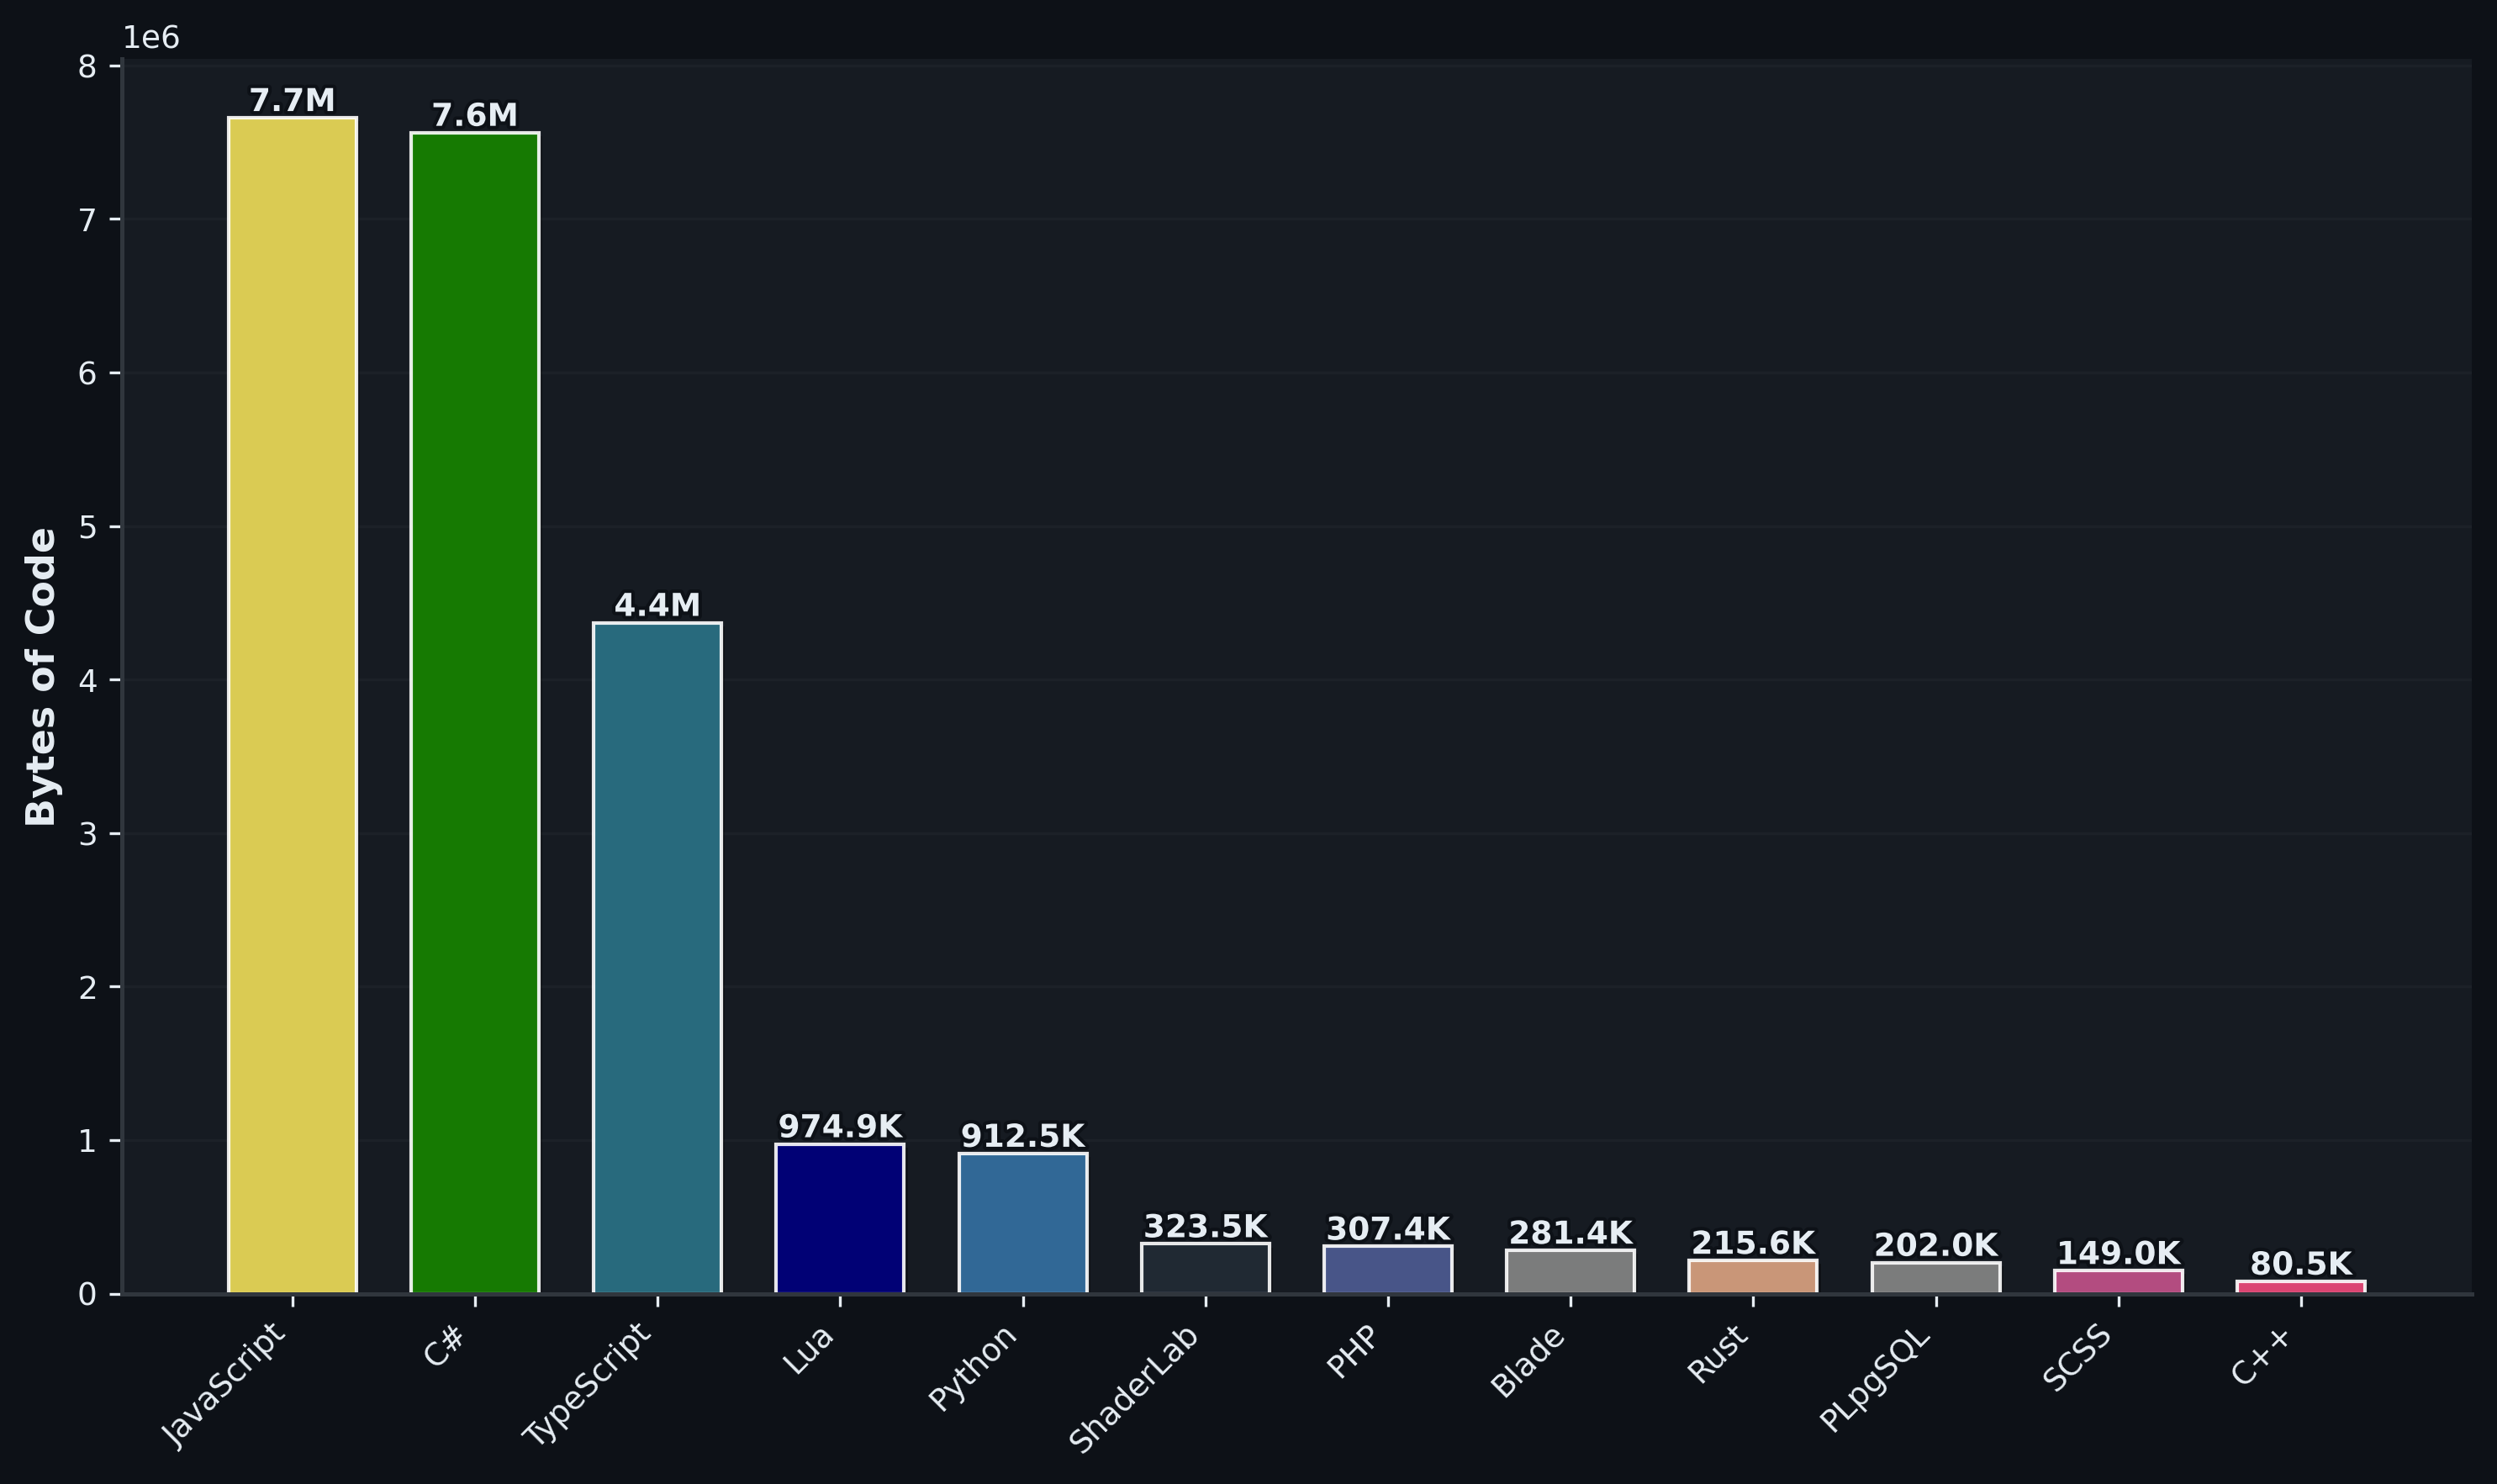 1e6
8
7
6
5
4
3
2
1
0
Bytes of Code
7.7M
7.6M
4.4M
974.9K
912.5K
323.5K
307.4K
281.4K
215.6K
202.0K
149.0K
80.5K
JavaScript
C#
TypeScript
Lua
Python
ShaderLab
PHP
Blade
Rust
PLpgSQL
SCSS
C++